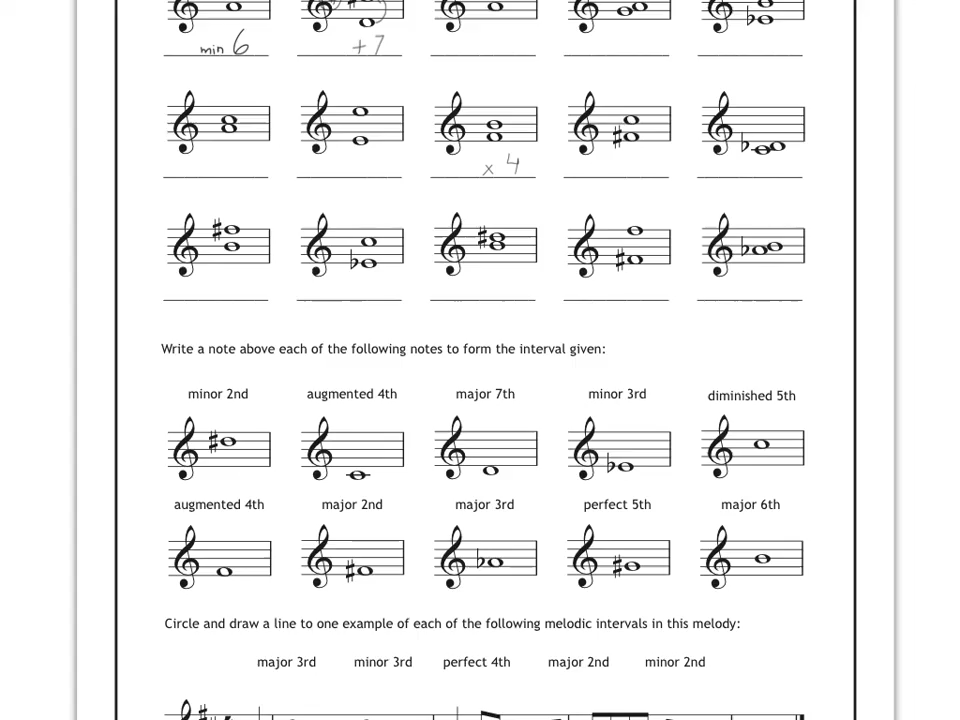 min 6 +7
x 4
Write a note above each of the following notes to form the interval given:
minor 2nd augmented 4th major 7th minor 3rd diminished 5th
augmented 4th major 2nd major 3rd perfect 5th major 6th
Circle and draw a line to one example of each of the following melodic intervals in this melody:
major 3rd minor 3rd perfect 4th major 2nd minor 2nd